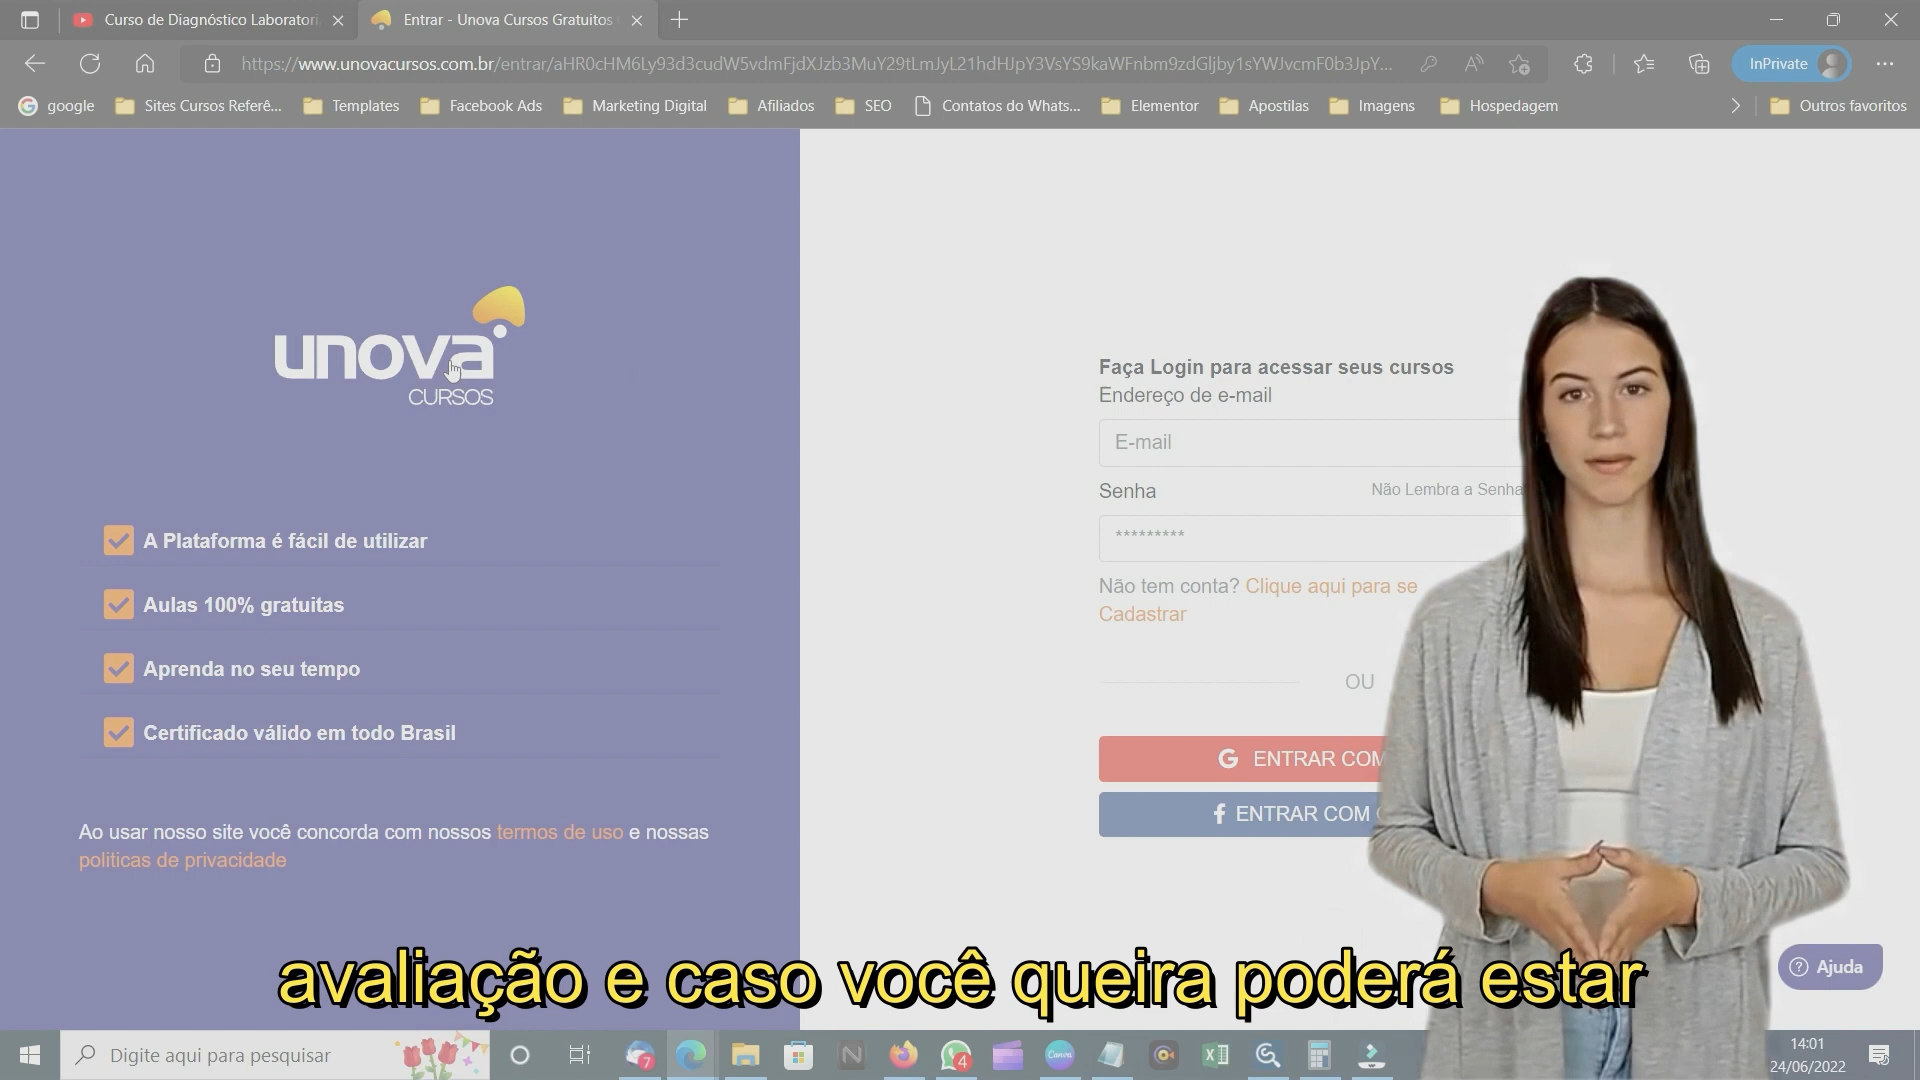 Curso de Diagnóstico Laboratori
Entrar - Unova Cursos Gratuitos
https://www.unovacursos.com.br/entrar/aHR0cHM6Ly93d3cudW5vdmFjdXJzb3MuY29tLmJyL21hdHJpY3VsYS9kaWFnbm9zdGljby1sYWJvcmF0b3JpY...
InPrivate
google
Sites Cursos Referê...
Templates
Facebook Ads
Marketing Digital
Afiliados
SEO
Contatos do Whats...
Elementor
Apostilas
Imagens
Hospedagem
Outros favoritos
unova
CURSOS
A Plataforma é fácil de utilizar
Aulas 100% gratuitas
Aprenda no seu tempo
Certificado válido em todo Brasil
Ao usar nosso site você concorda com nossos termos de uso e nossas
politicas de privacidade
Faça Login para acessar seus cursos
Endereço de e-mail
E-mail
Senha
Não Lembra a Senha
*********
Não tem conta? Clique aqui para se
Cadastrar
OU
G ENTRAR COM
f ENTRAR COM
Ajuda
avaliação e caso você queira poderá estar
Digite aqui para pesquisar
7
4
Canva
14:01
24/06/2022